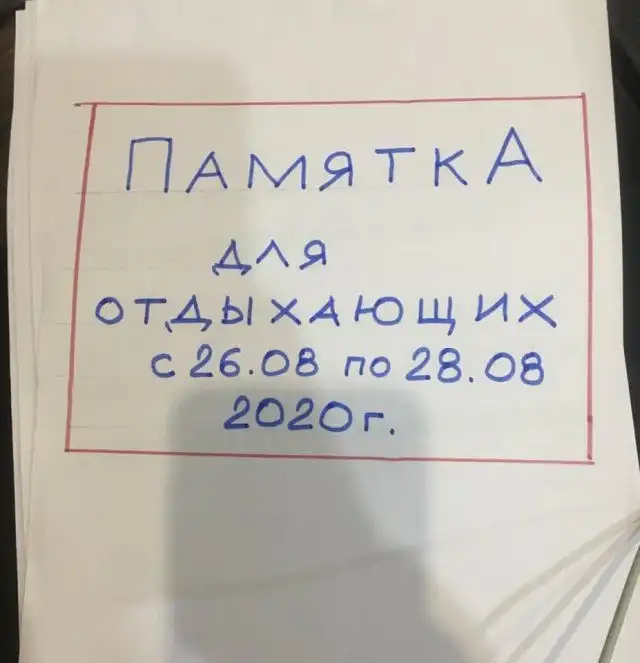 ПАМЯТКА
для
отдыхающих
с 26.08 по 28.08
2020г.